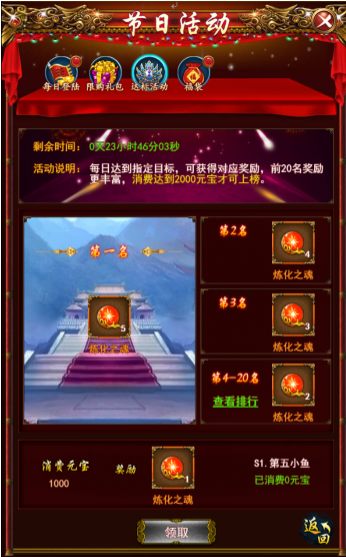 节日活动
每日登陆 限购礼包 达标活动 福袋
剩余时间： 0天23小时46分03秒
活动说明： 每日达到指定目标，可获得对应奖励，前20名奖励
更丰富，消费达到2000元宝才可上榜。
第一名
5
炼化之魂
第2名
4
炼化之魂
第3名
3
炼化之魂
第4-20名
查看排行
2
炼化之魂
消费元宝
1000
奖励
1
炼化之魂
S1.第五小鱼
已消费0元宝
领取
返回